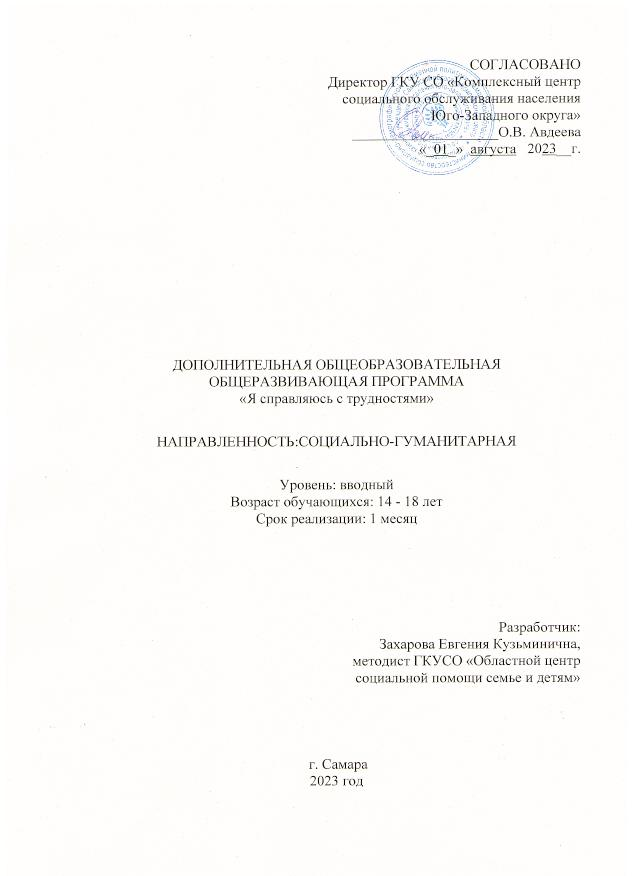 СОГЛАСОВАНО
Директор ГКУ СО «Комплексный центр
социального обслуживания населения
Юго-Западного округа»
____________________О.В. Авдеева
«_01_»_августа_ 2023__г.
ДОПОЛНИТЕЛЬНАЯ ОБЩЕОБРАЗОВАТЕЛЬНАЯ
ОБЩЕРАЗВИВАЮЩАЯ ПРОГРАММА
«Я справляюсь с трудностями»
НАПРАВЛЕННОСТЬ:СОЦИАЛЬНО-ГУМАНИТАРНАЯ
Уровень: вводный
Возраст обучающихся: 14 - 18 лет
Срок реализации: 1 месяц
Разработчик:
Захарова Евгения Кузьминична,
методист ГКУСО «Областной центр
социальной помощи семье и детям»
г. Самара
2023 год